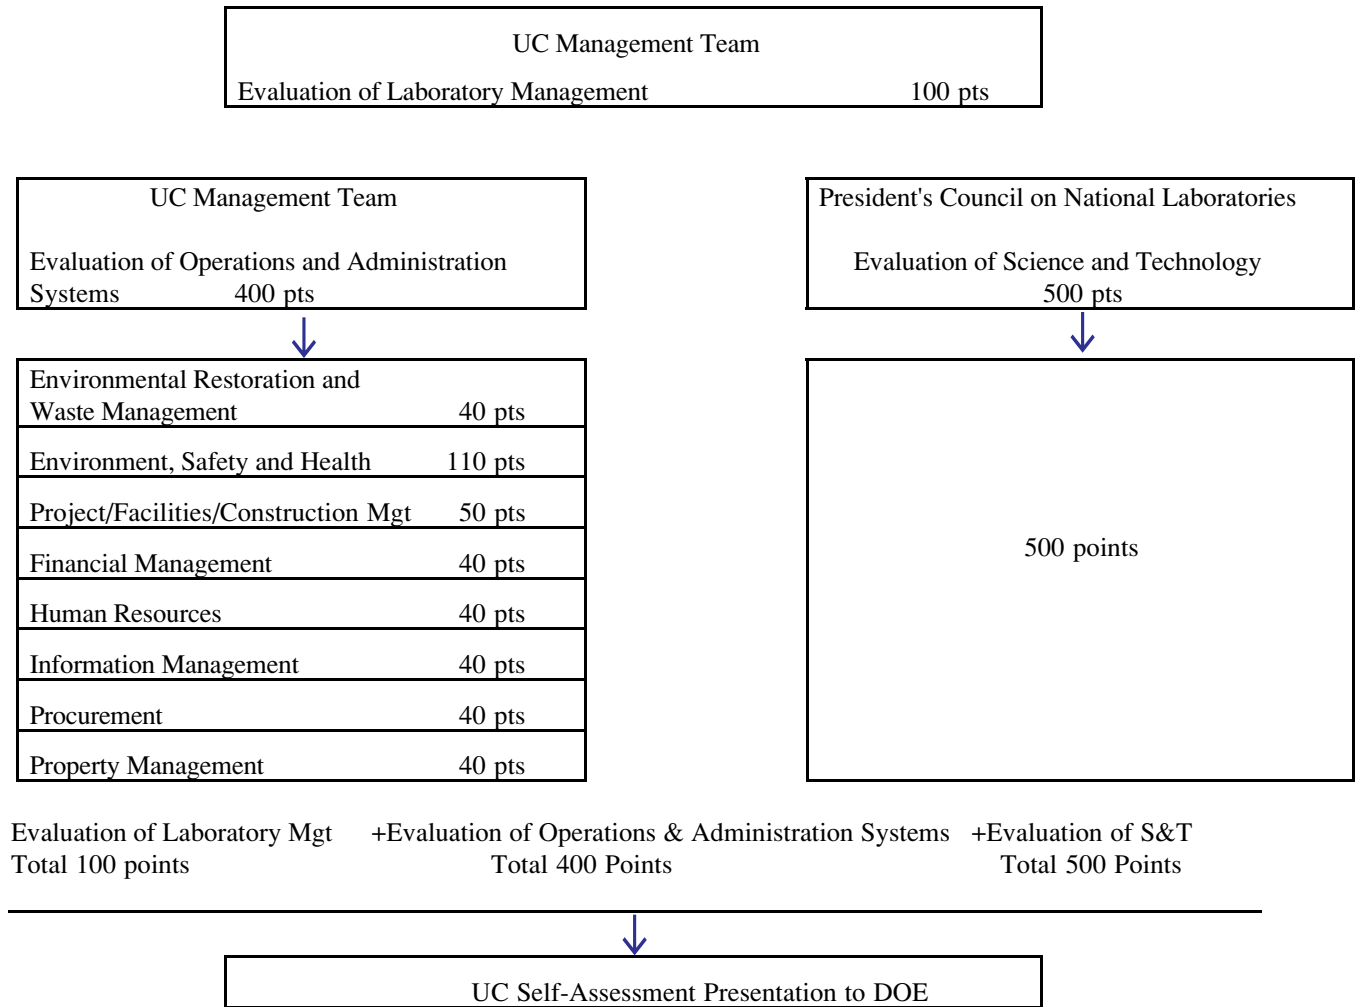 UC Management Team
Evaluation of Laboratory Management 100 pts
UC Management Team
Evaluation of Operations and Administration
Systems 400 pts
President's Council on National Laboratories
Evaluation of Science and Technology
500 pts
Environmental Restoration and
Waste Management 40 pts
Environment, Safety and Health 110 pts
Project/Facilities/Construction Mgt 50 pts
Financial Management 40 pts
Human Resources 40 pts
Information Management 40 pts
Procurement 40 pts
Property Management 40 pts
500 points
Evaluation of Laboratory Mgt +Evaluation of Operations & Administration Systems +Evaluation of S&T
Total 100 points Total 400 Points Total 500 Points
UC Self-Assessment Presentation to DOE